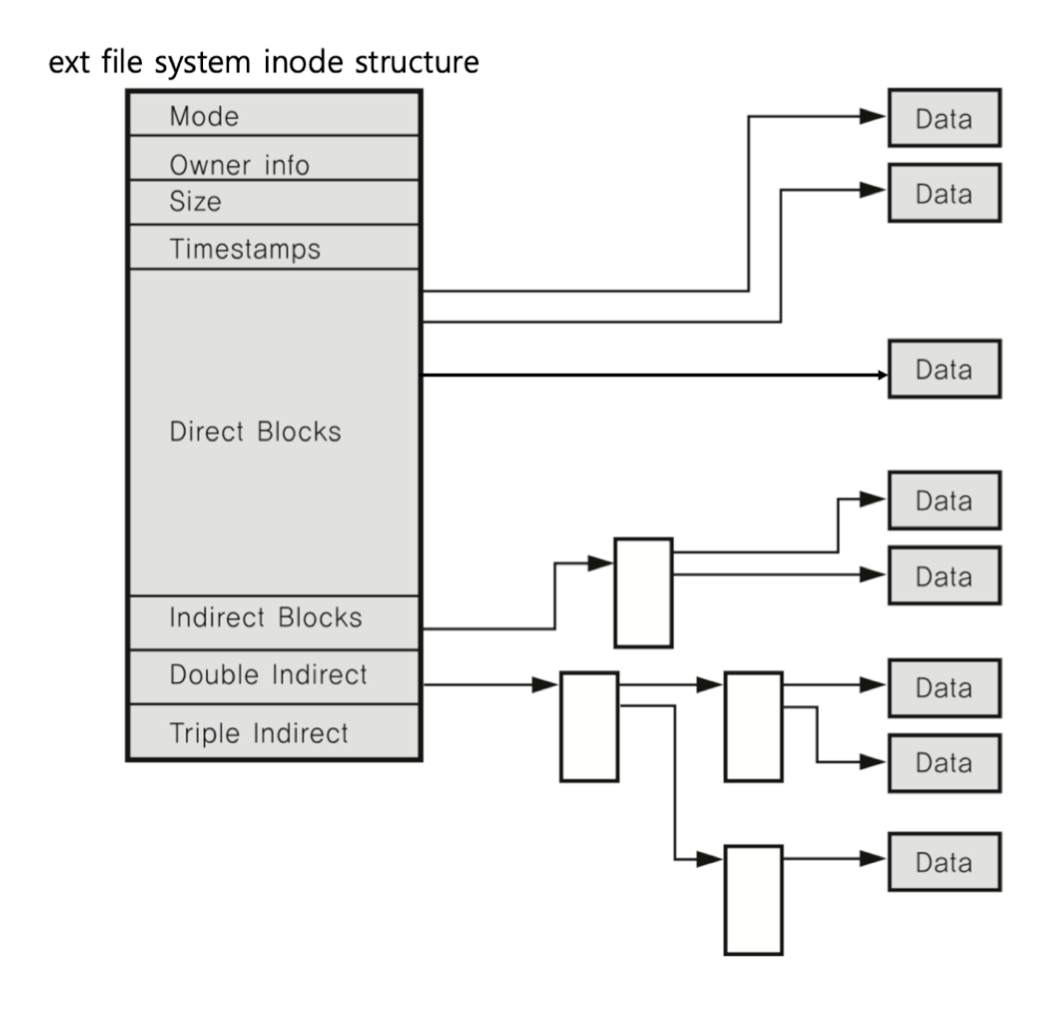 ext file system inode structure
Mode
Owner info
Size
Timestamps
Direct Blocks
Indirect Blocks
Double Indirect
Triple Indirect
Data
Data
Data
Data
Data
Data
Data
Data